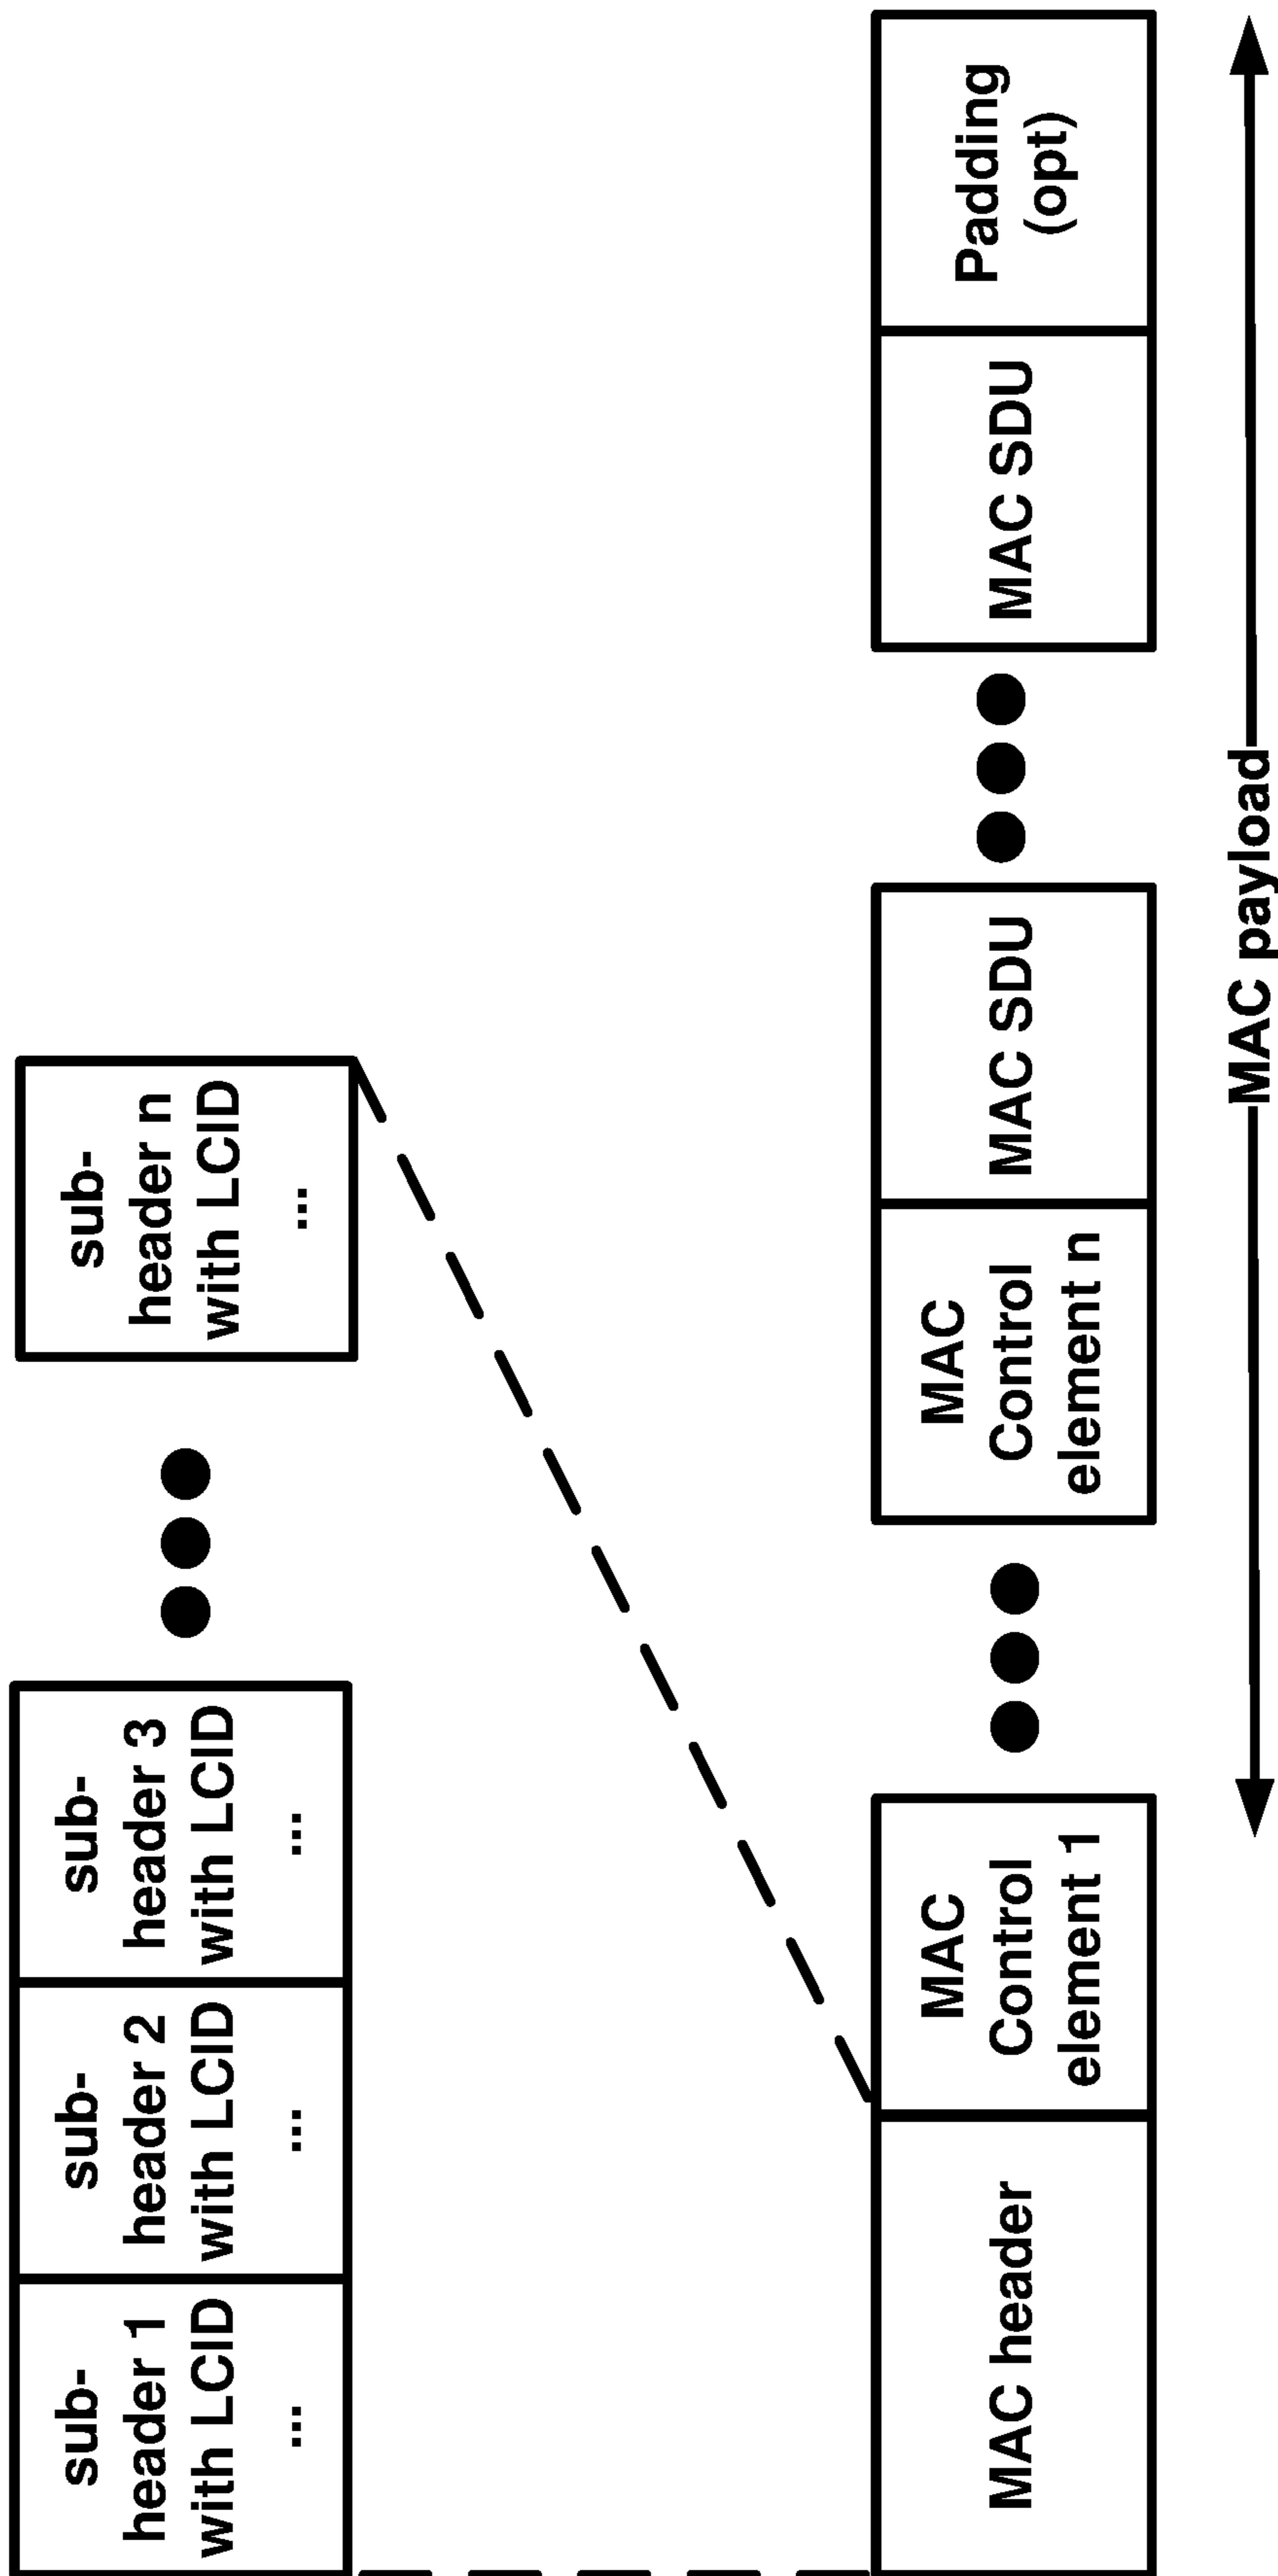 sub-
header 1
with LCID
...
sub-
header 2
with LCID
...
sub-
header 3
with LCID
...
sub-
header n
with LCID
...
MAC header
MAC
Control
element 1
MAC
Control
element n
MAC SDU
MAC SDU
Padding
(opt)
MAC payload